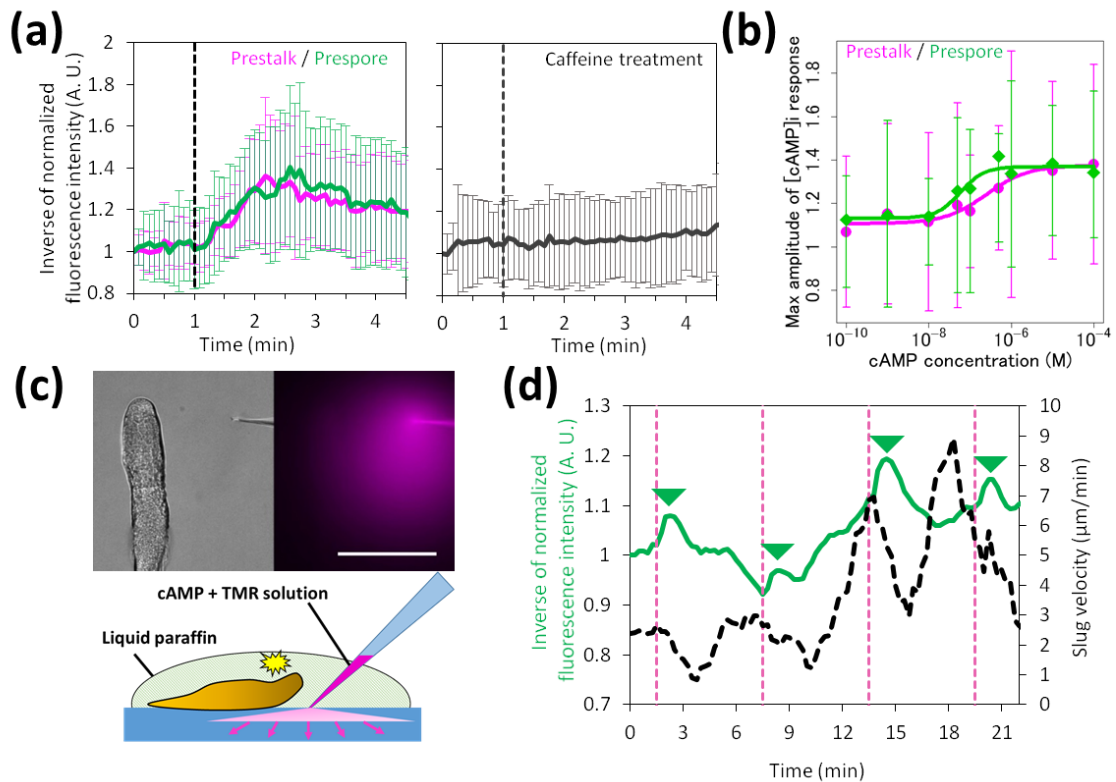 (a)
Inverse of normalized
fluorescence intensity (A. U.)
2
1.8
1.6
1.4
1.2
1
0.8
Prestalk / Prespore
0 1 2 3 4
Time (min)
Caffeine treatment
0 1 2 3 4
Time (min)
(b)
Max amplitude of [cAMP]i response
1.8
1.6
1.4
1.2
1
0.8
Prestalk / Prespore
10⁻¹⁰ 10⁻⁸ 10⁻⁶ 10⁻⁴
cAMP concentration (M)
(c)
cAMP + TMR solution
Liquid paraffin
(d)
Inverse of normalized
fluorescence intensity (A. U.)
1.3
1.2
1.1
1
0.9
0.8
0.7
10
9
8
7
6
5
4
3
2
1
0
Slug velocity (μm/min)
0 3 6 9 12 15 18 21
Time (min)